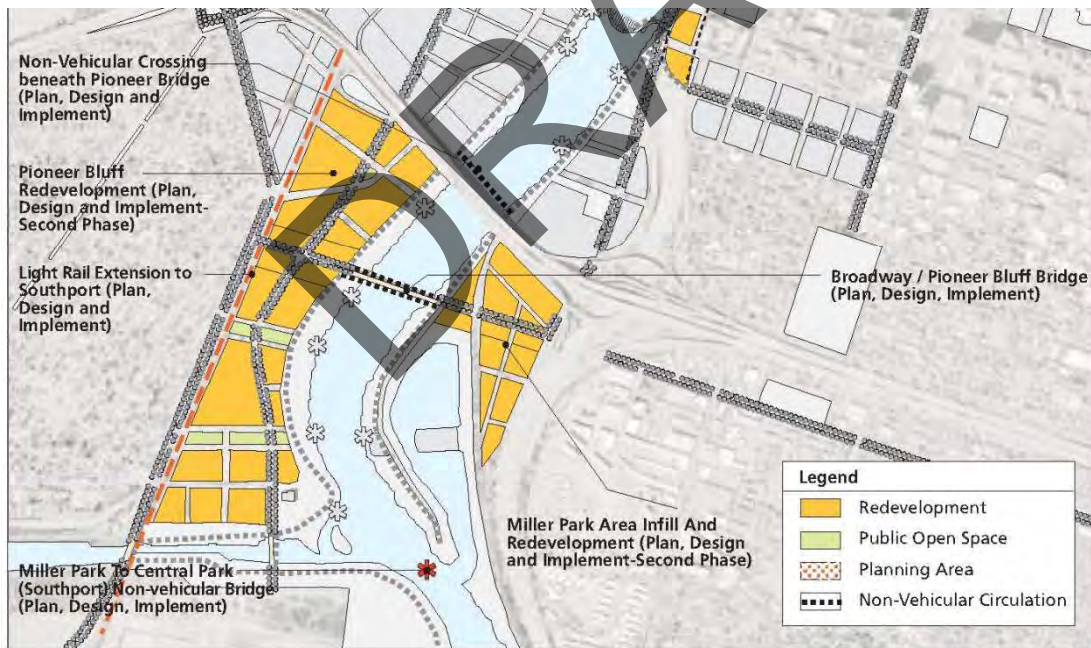 DRA
Non-Vehicular Crossing
beneath Pioneer Bridge
(Plan, Design and
Implement)
Pioneer Bluff
Redevelopment (Plan,
Design and Implement-
Second Phase)
Light Rail Extension to
Southport (Plan,
Design and
Implement)
Broadway / Pioneer Bluff Bridge
(Plan, Design, Implement)
Miller Park Area Infill And
Redevelopment (Plan, Design
and Implement-Second Phase)
Miller Park To Central Park
(Southport) Non-vehicular Bridge
(Plan, Design, Implement)
Legend
Redevelopment
Public Open Space
Planning Area
Non-Vehicular Circulation